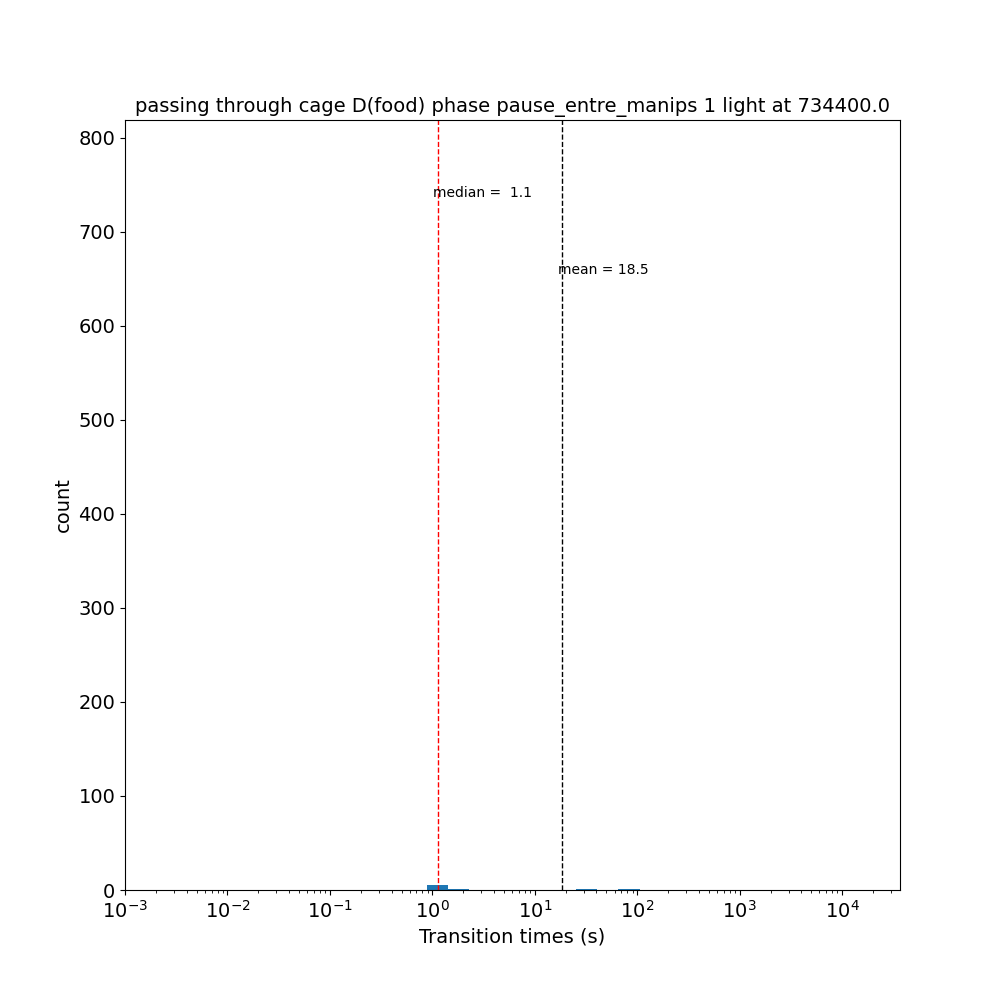 passing through cage D(food) phase pause_entre_manips 1 light at 734400.0
800
median =  1.1
700
mean = 18.5
600
500
count
400
300
200
100
0
10⁻³ 10⁻² 10⁻¹ 10⁰ 10¹ 10² 10³ 10⁴
Transition times (s)